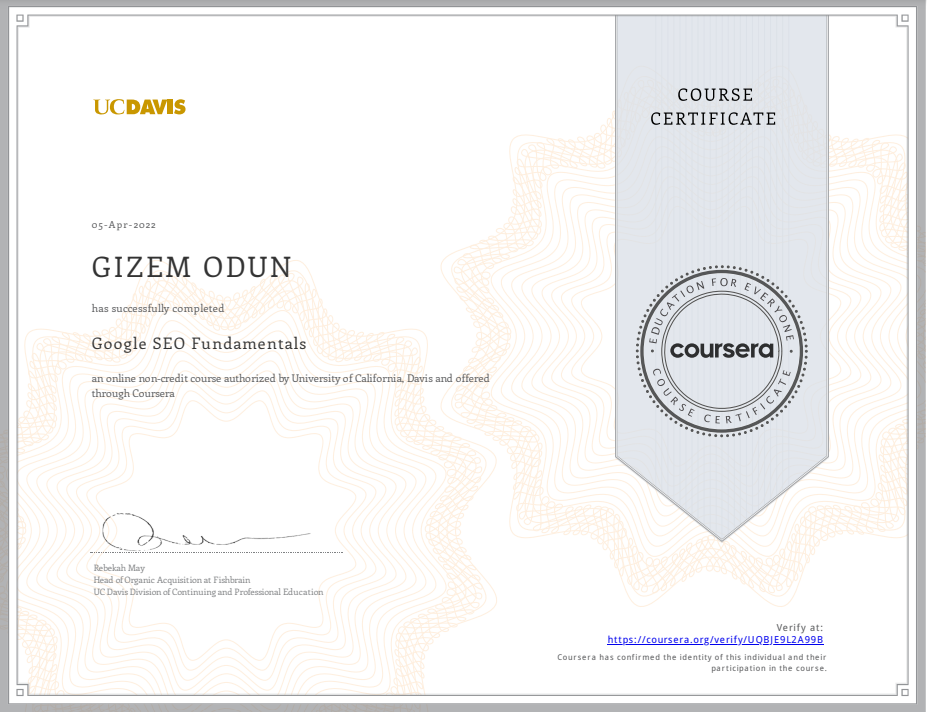 UCDAVIS
COURSE
CERTIFICATE
05-Apr-2022
GIZEM ODUN
has successfully completed
Google SEO Fundamentals
an online non-credit course authorized by University of California, Davis and offered
through Coursera
EDUCATION FOR EVERYONE
coursera
COURSE CERTIFICATE
Rebekah May
Head of Organic Acquisition at Fishbrain
UC Davis Division of Continuing and Professional Education
Verify at:
https://coursera.org/verify/UQBJE9L2A99B
Coursera has confirmed the identity of this individual and their
participation in the course.